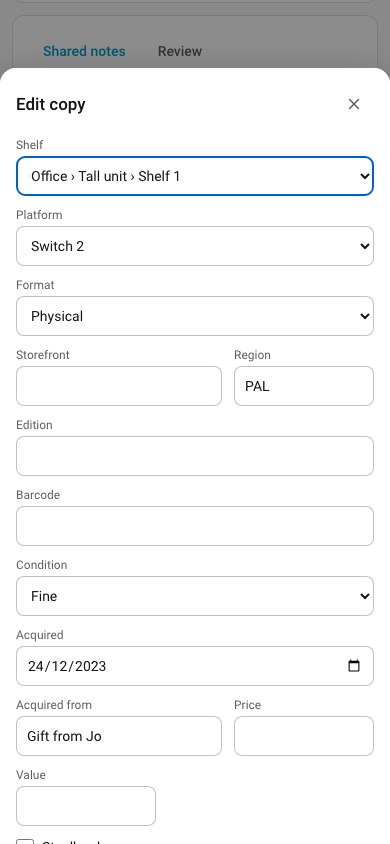 Shared notes Review
Edit copy
Shelf
Office › Tall unit › Shelf 1
Platform
Switch 2
Format
Physical
Storefront Region
PAL
Edition
Barcode
Condition
Fine
Acquired
24/12/2023
Acquired from Price
Gift from Jo
Value